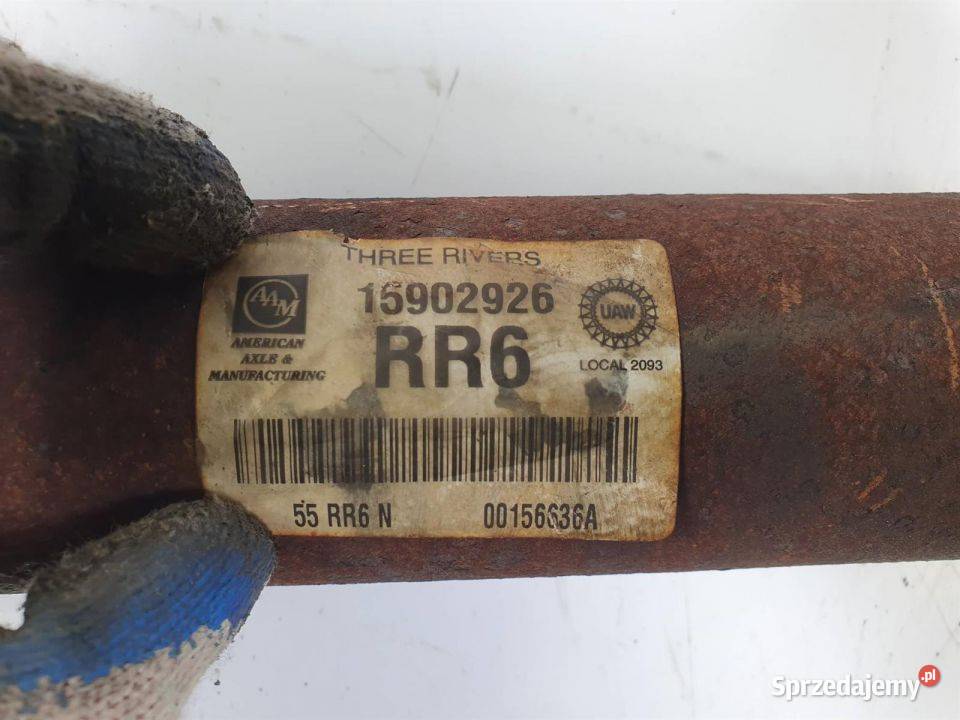 THREE RIVERS
AAM
AMERICAN
AXLE &
MANUFACTURING
15902926
RR6
UAW
LOCAL 2093
55 RR6 N 00156636A
Sprzedajemy.pl